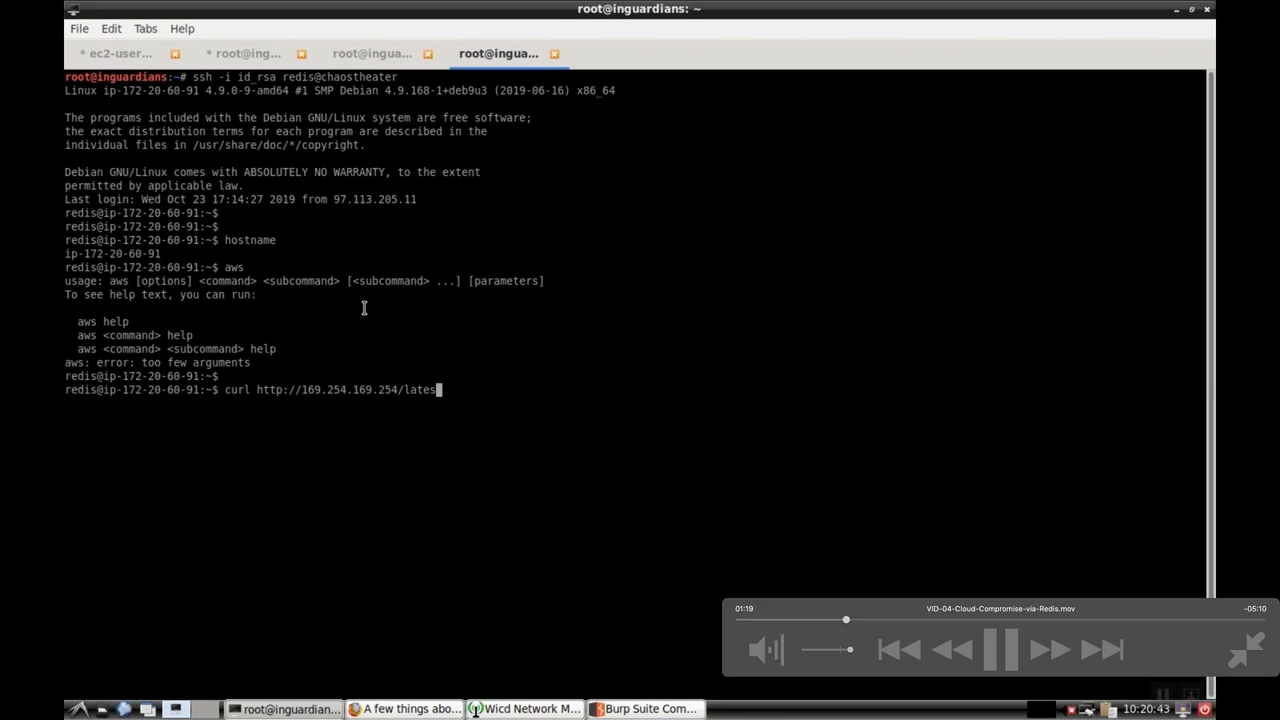 root@inguardians: ~
File Edit Tabs Help
* ec2-user... * root@ing... root@ingua... root@ingua...
root@inguardians:~# ssh -i id_rsa redis@chaostheater
Linux ip-172-20-60-91 4.9.0-9-amd64 #1 SMP Debian 4.9.168-1+deb9u3 (2019-06-16) x86_64
The programs included with the Debian GNU/Linux system are free software;
the exact distribution terms for each program are described in the
individual files in /usr/share/doc/*/copyright.
Debian GNU/Linux comes with ABSOLUTELY NO WARRANTY, to the extent
permitted by applicable law.
Last login: Wed Oct 23 17:14:27 2019 from 97.113.205.11
redis@ip-172-20-60-91:~$
redis@ip-172-20-60-91:~$
redis@ip-172-20-60-91:~$ hostname
ip-172-20-60-91
redis@ip-172-20-60-91:~$ aws
usage: aws [options] <command> <subcommand> [<subcommand> ...] [parameters]
To see help text, you can run:
aws help
aws <command> help
aws <command> <subcommand> help
aws: error: too few arguments
redis@ip-172-20-60-91:~$
redis@ip-172-20-60-91:~$ curl http://169.254.169.254/lates
01:19 VID-04-Cloud-Compromise-via-Redis.mov -05:10
root@inguardian... A few things abo... Wicd Network M... Burp Suite Com... 10:20:43